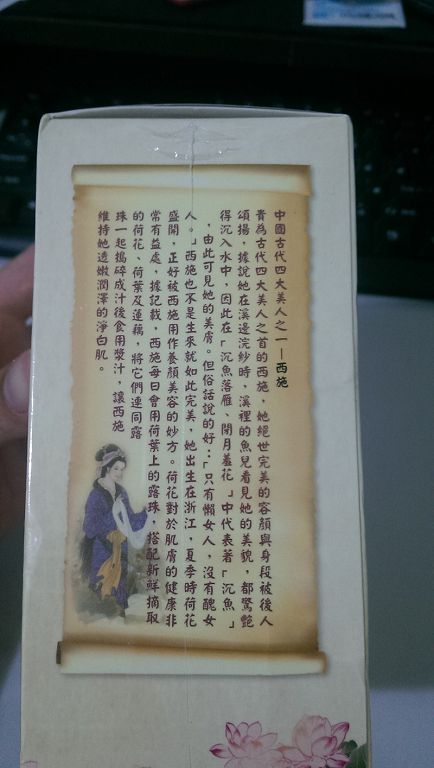 中國古代四大美人之一—西施
貴為古代四大美人之首的西施，她絕世完美的容顏與身段被後人
頌揚，據說她在溪邊浣紗時，溪裡的魚兒看見她的美貌，都驚艷
得沉入水中，因此在「沉魚落雁、閉月羞花」中代表著「沉魚」
，由此可見她的美膚。但俗話說的好：「只有懶女人，沒有醜女
人。」西施也不是生來就如此完美，她出生在浙江，夏季時荷花
盛開，正好被西施用作養顏美容的妙方。荷花對於肌膚的健康非
常有益處，據記載，西施每日會用荷葉上的露珠，搭配新鮮摘取
的荷花、荷葉及蓮藕，將它們連同露
珠一起搗碎成汁後食用漿汁，讓西施
維持她透嫩潤澤的淨白肌。